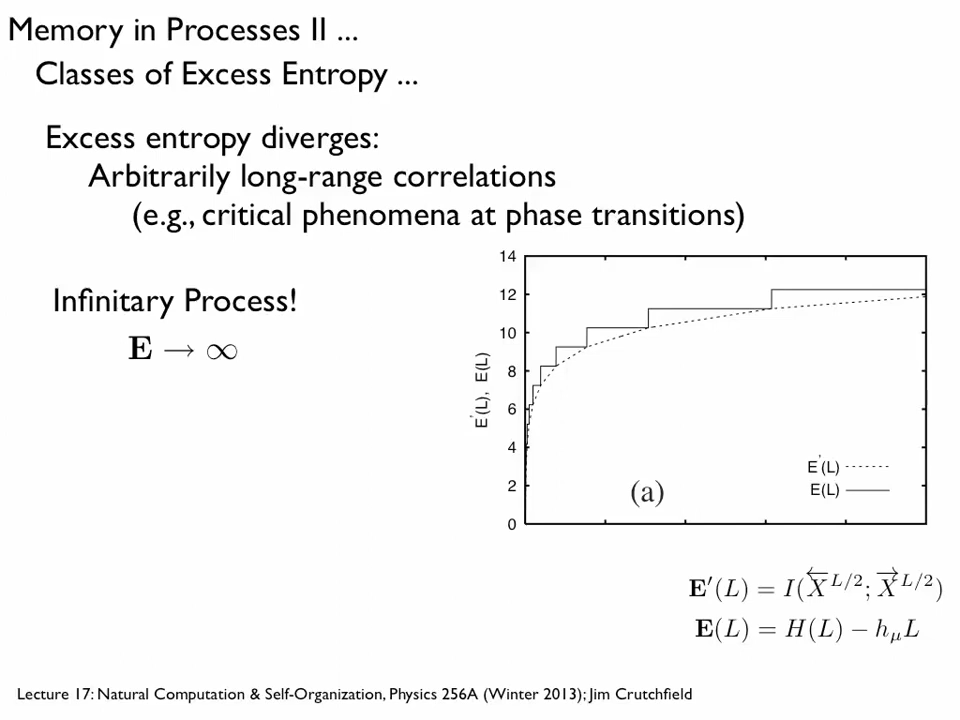 Memory in Processes II ...
Classes of Excess Entropy ...
Excess entropy diverges:
Arbitrarily long-range correlations
(e.g., critical phenomena at phase transitions)
Infinitary Process!
E → ∞
14
12
10
8
6
4
2
0
E'(L), E(L)
E'(L)
E(L)
(a)
E′(L) = I(←X^{L/2}; →X^{L/2})
E(L) = H(L) − h_μ L
Lecture 17: Natural Computation & Self-Organization, Physics 256A (Winter 2013); Jim Crutchfield